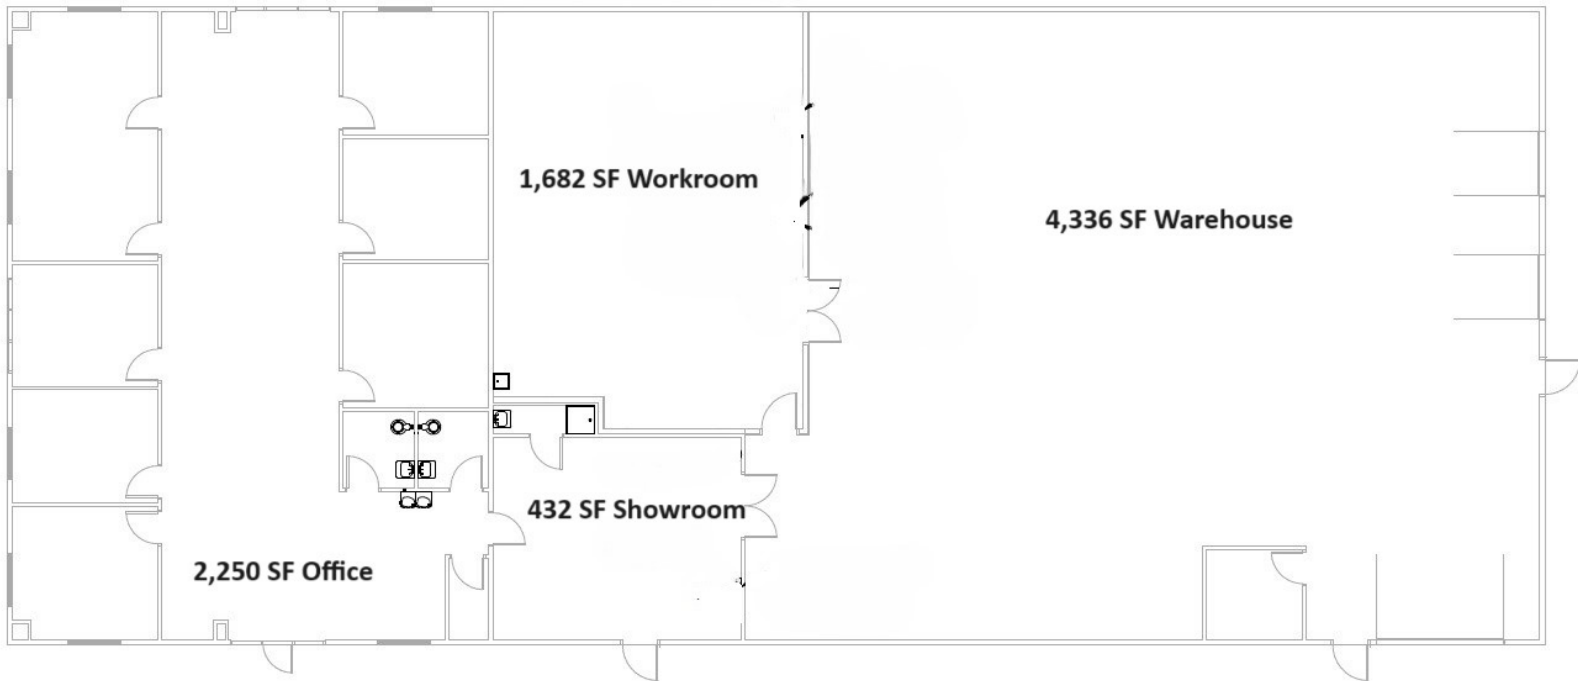 1,682 SF Workroom
4,336 SF Warehouse
432 SF Showroom
2,250 SF Office